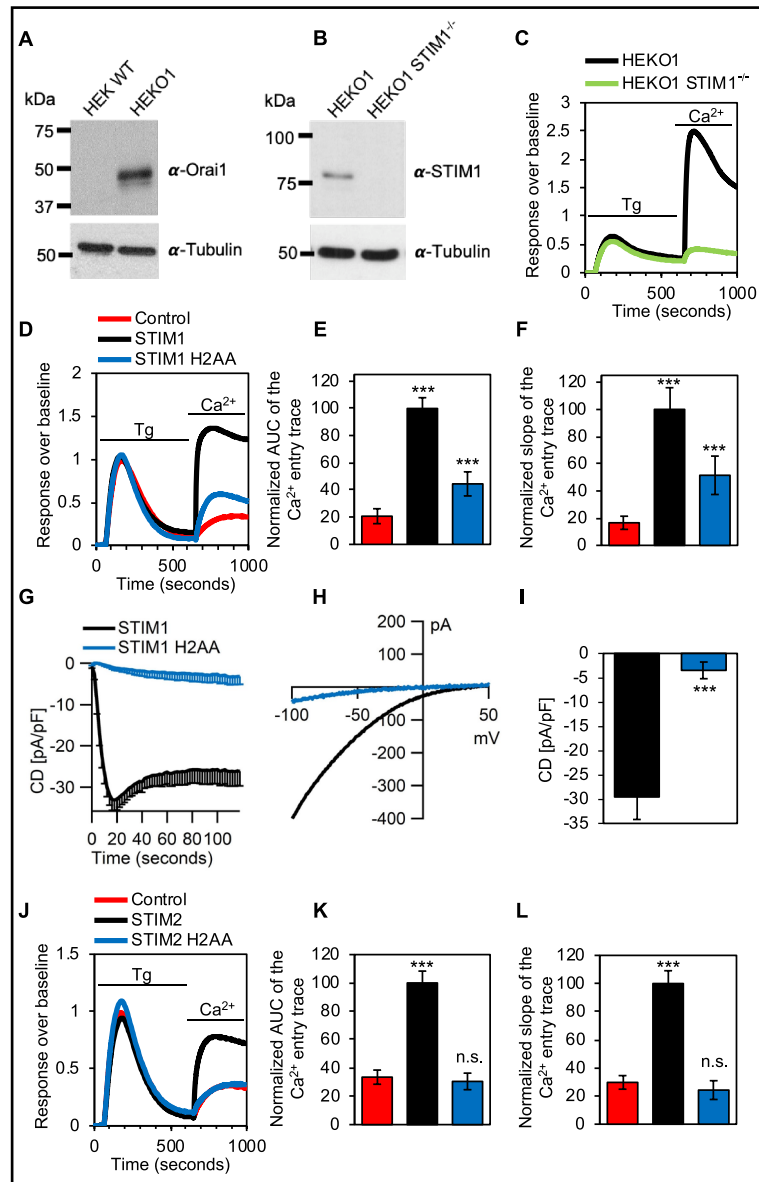 A
HEK WT
HEKO1
kDa
75
50
37
α-Orai1
50
α-Tubulin
B
HEKO1
HEKO1 STIM1-/-
kDa
100
75
α-STIM1
50
α-Tubulin
C
HEKO1
HEKO1 STIM1-/-
Response over baseline
3
2.5
2
1.5
1
0.5
0
Tg
Ca2+
0 500 1000
Time (seconds)
D
Control
STIM1
STIM1 H2AA
Response over baseline
2
1.5
1
0.5
0
Tg
Ca2+
0 500 1000
Time (seconds)
E
Normalized AUC of the
Ca2+ entry trace
120
100
80
60
40
20
0
***
***
F
Normalized slope of the
Ca2+ entry trace
120
100
80
60
40
20
0
***
***
G
STIM1
STIM1 H2AA
CD [pA/pF]
0
-10
-20
-30
0 20 40 60 80 100
Time (seconds)
H
200
pA
100
-100 -50 50
mV
-100
-200
-300
-400
I
CD [pA/pF]
0
-5
-10
-15
-20
-25
-30
-35
***
J
Control
STIM2
STIM2 H2AA
Response over baseline
1.5
1
0.5
0
Tg
Ca2+
0 500 1000
Time (seconds)
K
Normalized AUC of the
Ca2+ entry trace
120
100
80
60
40
20
0
***
n.s.
L
Normalized slope of the
Ca2+ entry trace
120
100
80
60
40
20
0
***
n.s.